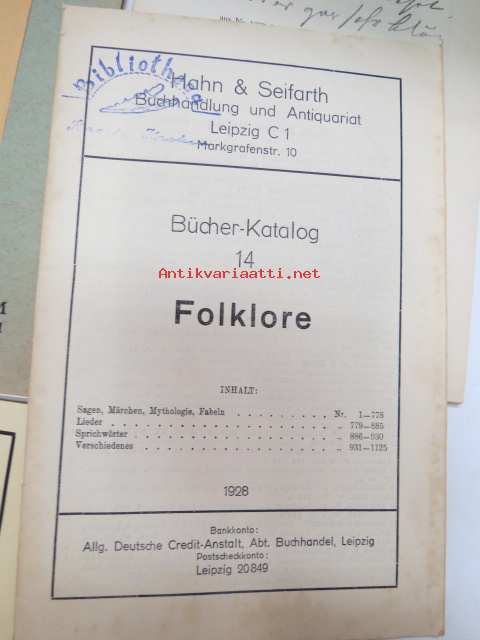 Bibliotheca
Hahn & Seifarth
Buchhandlung und Antiquariat
Leipzig C 1
Markgrafenstr. 10
Bücher-Katalog
14
Antikvariaatti.net
Folklore
INHALT:
Sagen, Märchen, Mythologie, Fabeln . . . . . . . . . Nr. 1—778
Lieder . . . . . . . . . . . . . . . . . . . . „ 779—885
Sprichwörter . . . . . . . . . . . . . . . . . . „ 886—930
Verschiedenes . . . . . . . . . . . . . . . . . . „ 931—1125
1928
Bankkonto:
Allg. Deutsche Credit-Anstalt, Abt. Buchhandel, Leipzig
Postscheckkonto:
Leipzig 20849